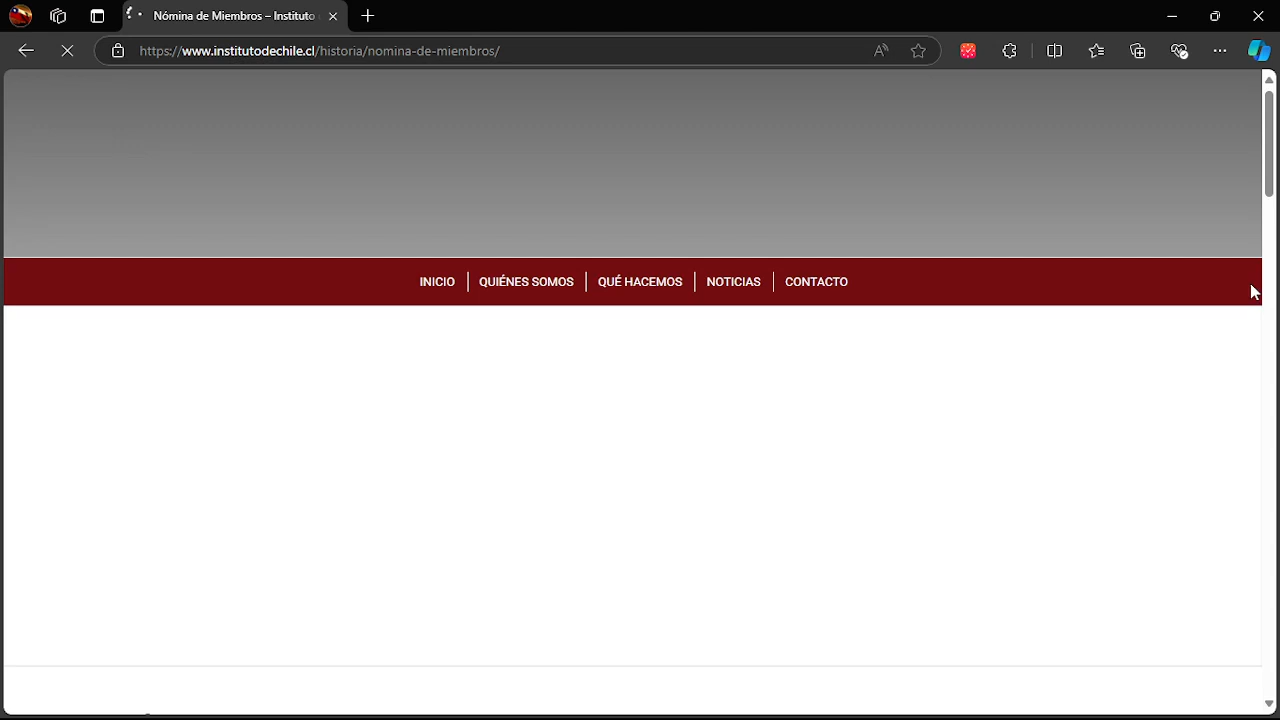 Nómina de Miembros – Instituto
https://www.institutodechile.cl/historia/nomina-de-miembros/
INICIO
QUIÉNES SOMOS
QUÉ HACEMOS
NOTICIAS
CONTACTO